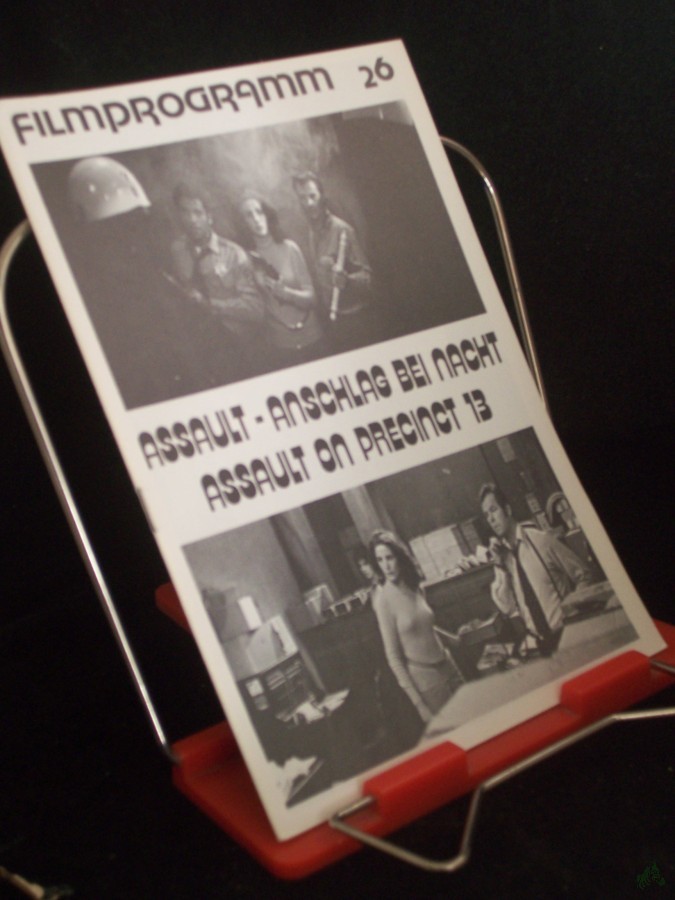 FILMPROGRAMM 26
ASSAULT - ANSCHLAG BEI NACHT
ASSAULT ON PRECINCT 13